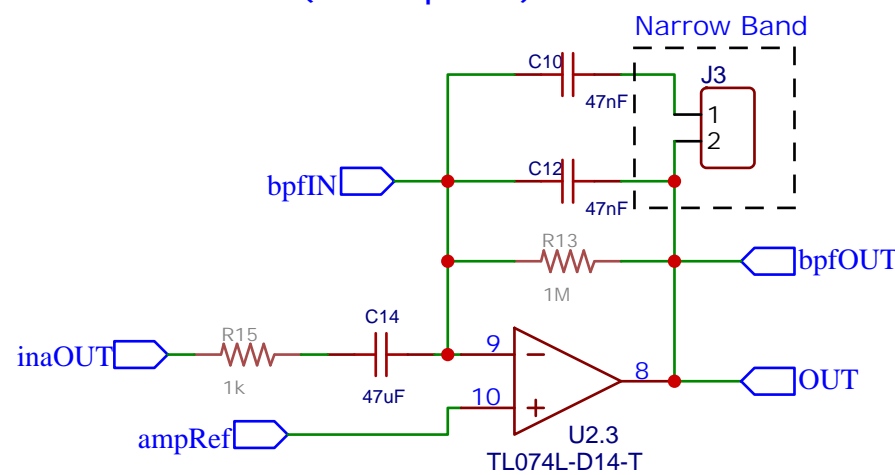 Narrow Band
C10
J3
47nF
1
2
bpfIN
C12
47nF
R13
bpfOUT
1M
R15
C14
inaOUT
9
8
1k
47uF
10
OUT
ampRef
U2.3
TL074L-D14-T